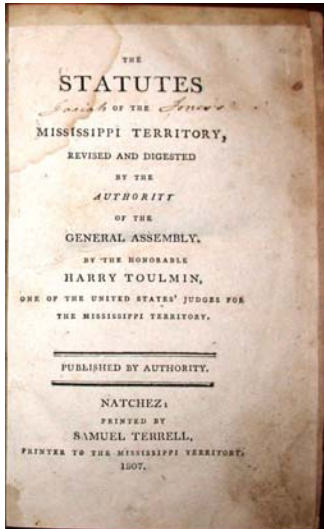 THE
STATUTES
OF THE
MISSISSIPPI TERRITORY,
REVISED AND DIGESTED
BY THE
AUTHORITY
OF THE
GENERAL ASSEMBLY.
BY THE HONORABLE
HARRY TOULMIN,
ONE OF THE UNITED STATES' JUDGES FOR
THE MISSISSIPPI TERRITORY.
PUBLISHED BY AUTHORITY.
NATCHEZ:
PRINTED BY
SAMUEL TERRELL,
PRINTER TO THE MISSISSIPPI TERRITORY.
1807.